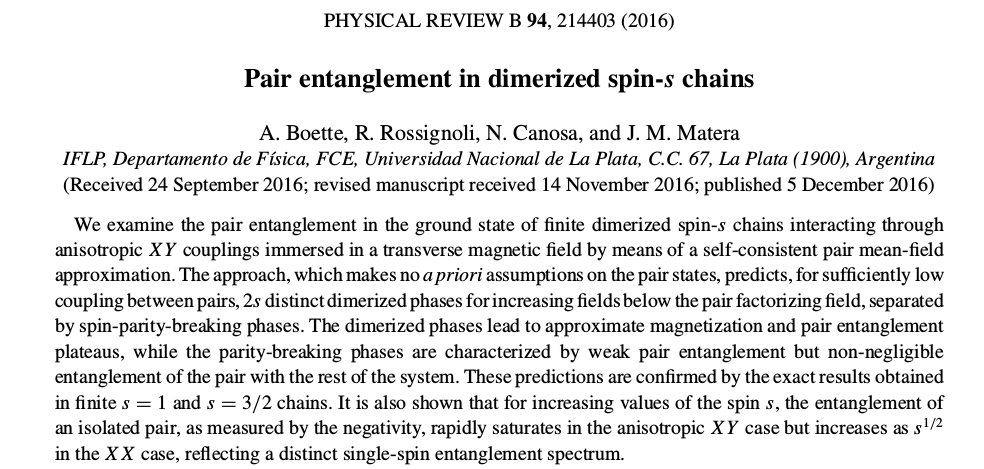 PHYSICAL REVIEW B 94, 214403 (2016)
Pair entanglement in dimerized spin-s chains
A. Boette, R. Rossignoli, N. Canosa, and J. M. Matera
IFLP, Departamento de Física, FCE, Universidad Nacional de La Plata, C.C. 67, La Plata (1900), Argentina
(Received 24 September 2016; revised manuscript received 14 November 2016; published 5 December 2016)
We examine the pair entanglement in the ground state of finite dimerized spin-s chains interacting through
anisotropic XY couplings immersed in a transverse magnetic field by means of a self-consistent pair mean-field
approximation. The approach, which makes no a priori assumptions on the pair states, predicts, for sufficiently low
coupling between pairs, 2s distinct dimerized phases for increasing fields below the pair factorizing field, separated
by spin-parity-breaking phases. The dimerized phases lead to approximate magnetization and pair entanglement
plateaus, while the parity-breaking phases are characterized by weak pair entanglement but non-negligible
entanglement of the pair with the rest of the system. These predictions are confirmed by the exact results obtained
in finite s = 1 and s = 3/2 chains. It is also shown that for increasing values of the spin s, the entanglement of
an isolated pair, as measured by the negativity, rapidly saturates in the anisotropic XY case but increases as s^{1/2}
in the XX case, reflecting a distinct single-spin entanglement spectrum.